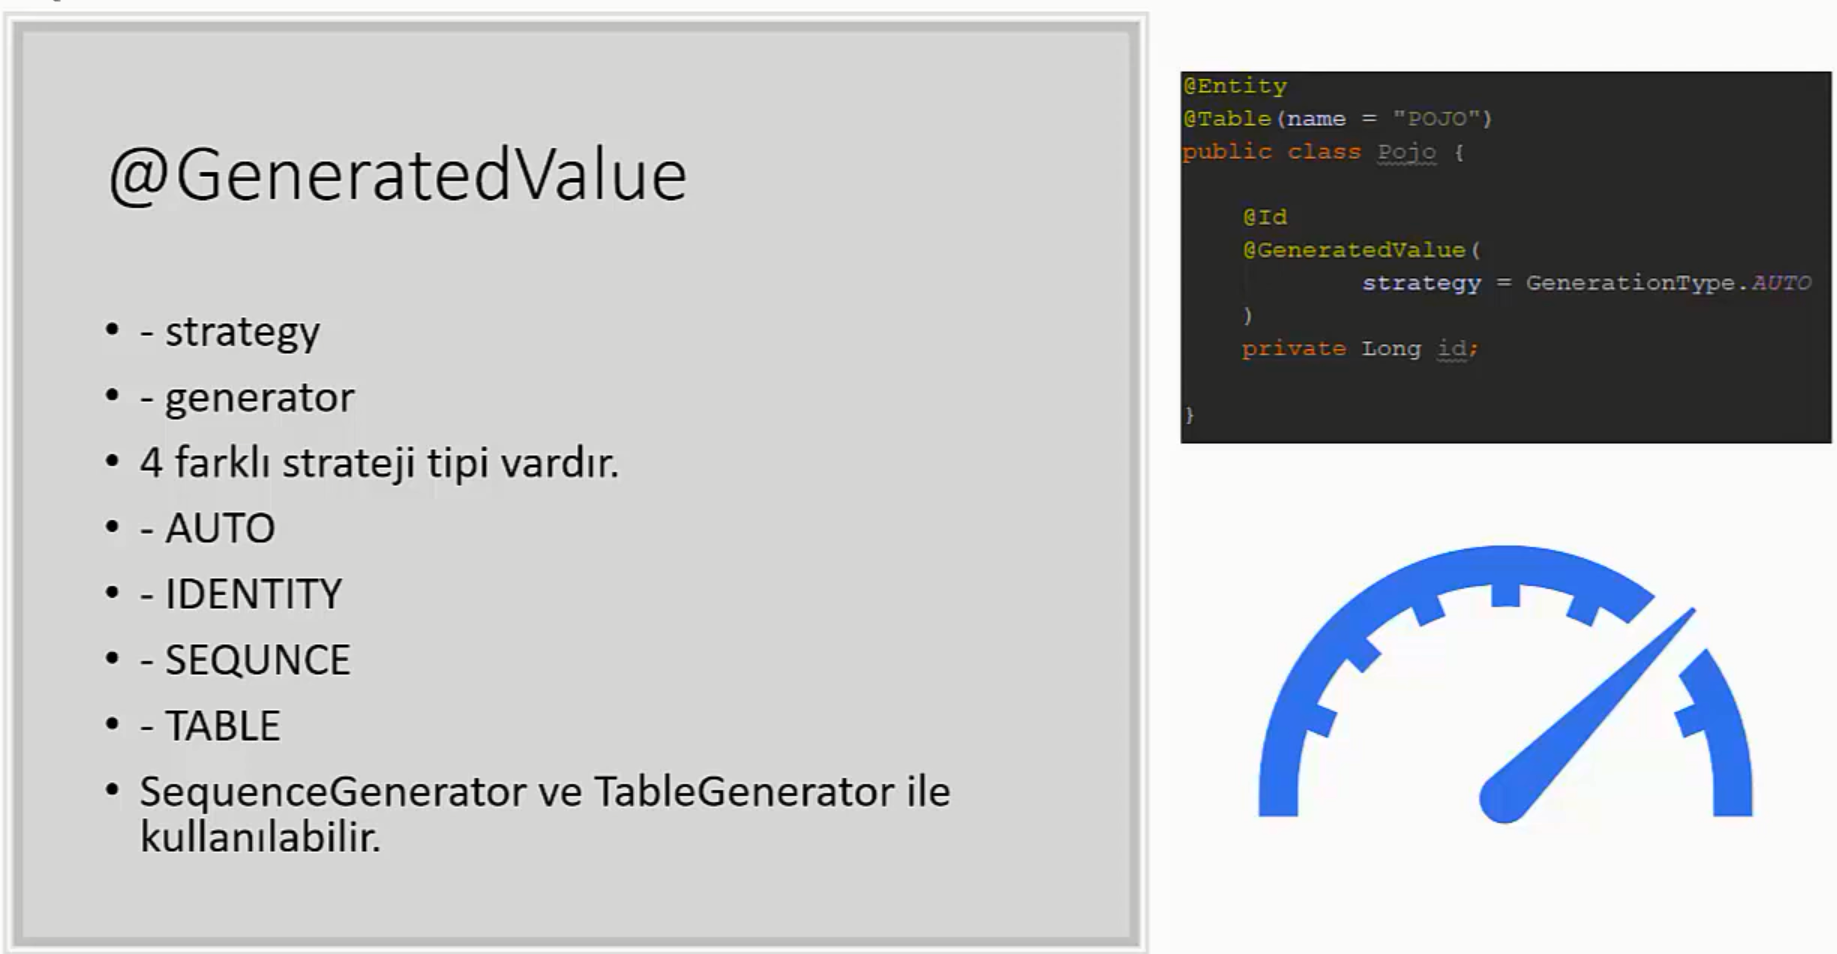 @GeneratedValue
• - strategy
• - generator
• 4 farklı strateji tipi vardır.
• - AUTO
• - IDENTITY
• - SEQUNCE
• - TABLE
• SequenceGenerator ve TableGenerator ile
kullanılabilir.
@Entity
@Table(name = "POJO")
public class Pojo {
@Id
@GeneratedValue(
strategy = GenerationType.AUTO
)
private Long id;
}